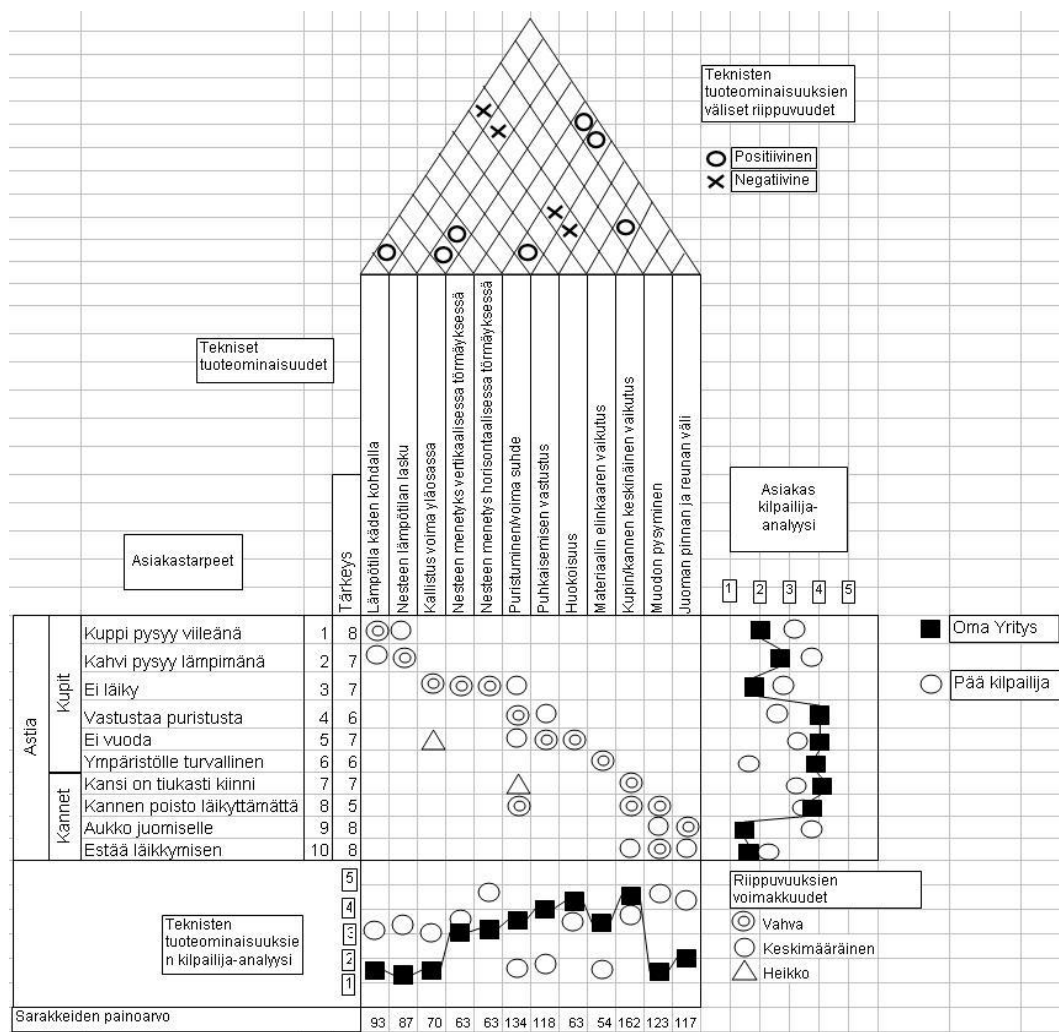 Teknisten
tuoteominaisuuksien
väliset riippuvuudet
Positiivinen
Negatiivine
Tekniset
tuoteominaisuudet
Asiakastarpeet
Tärkeys
Lämpötila käden kohdalla
Nesteen lämpötilan lasku
Kallistus voima yläosassa
Nesteen menetyks vertikaalisessa törmäyksessä
Nesteen menetys horisontaalisessa törmäyksessä
Puristuminen/voima suhde
Puhkaisemisen vastustus
Huokoisuus
Materiaalin elinkaaren vaikutus
Kupin/kannen keskinäinen vaikutus
Muodon pysyminen
Juoman pinnan ja reunan väli
Asiakas
kilpailija-
analyysi
1 2 3 4 5
Astia
Kupit
Kannet
Kuppi pysyy viileänä 1 8
Kahvi pysyy lämpimänä 2 7
Ei läiky 3 7
Vastustaa puristusta 4 6
Ei vuoda 5 7
Ympäristölle turvallinen 6 6
Kansi on tiukasti kiinni 7 7
Kannen poisto läikyttämättä 8 5
Aukko juomiselle 9 8
Estää läikkymisen 10 8
Oma Yritys
Pää kilpailija
Teknisten
tuoteominaisuuksie
n kilpailija-analyysi
5
4
3
2
1
Riippuvuuksien
voimakkuudet
Vahva
Keskimääräinen
Heikko
Sarakkeiden painoarvo 93 87 70 63 63 134 118 63 54 162 123 117